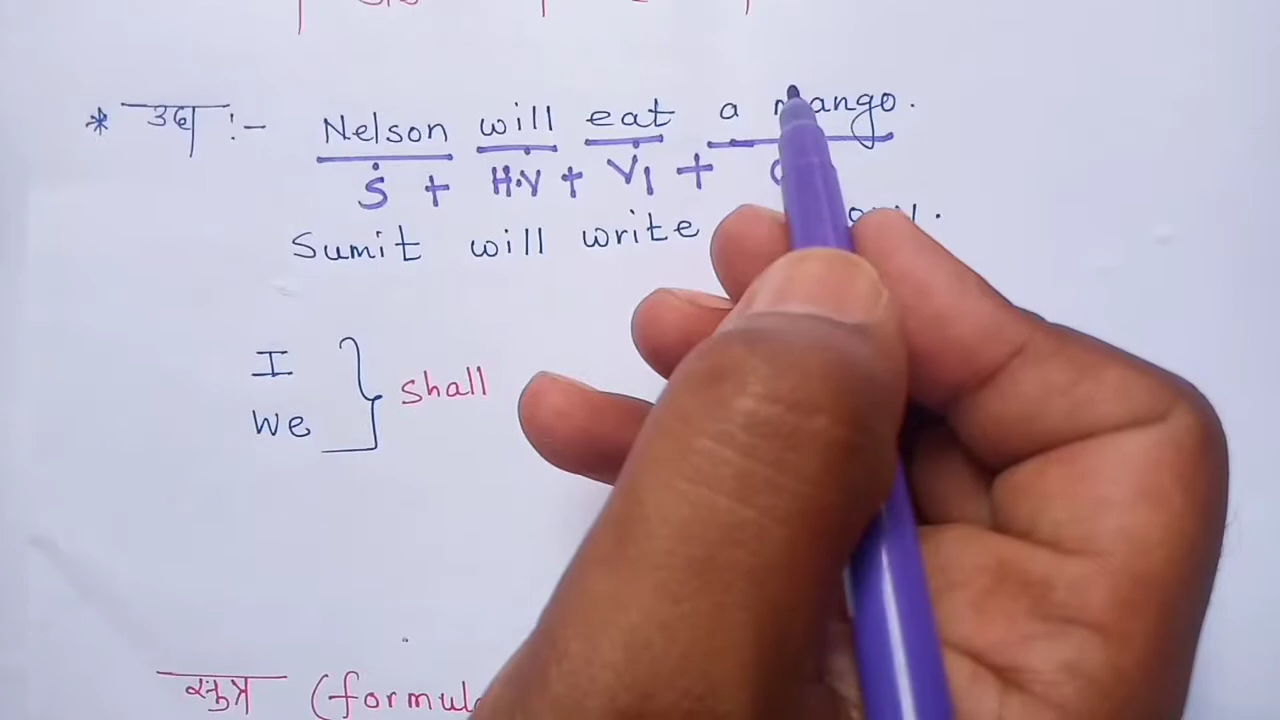 * उदा :- Nelson will eat a mango.
S + H.V + V1 +
Sumit will write
I
We } shall
सूत्र (formul